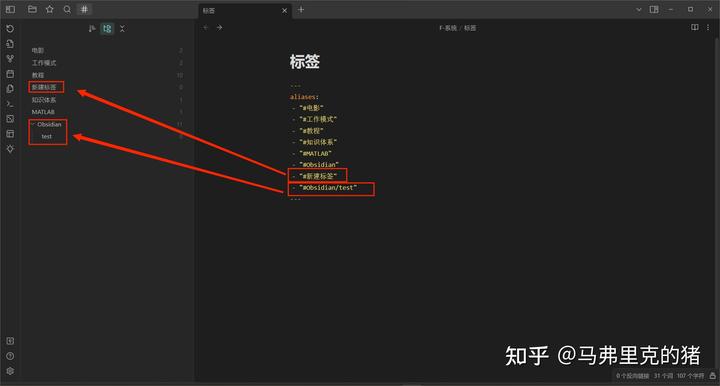 标签
F-系统 / 标签
电影 2
工作模式 2
教程 10
新建标签 0
知识体系 1
MATLAB 1
Obsidian 11
test
标签
---
aliases:
- "#电影"
- "#工作模式"
- "#教程"
- "#知识体系"
- "#MATLAB"
- "#Obsidian"
- "#新建标签"
- "#Obsidian/test"
---
知乎 @马弗里克的猪
0 个反向链接 31 个词 107 个字符